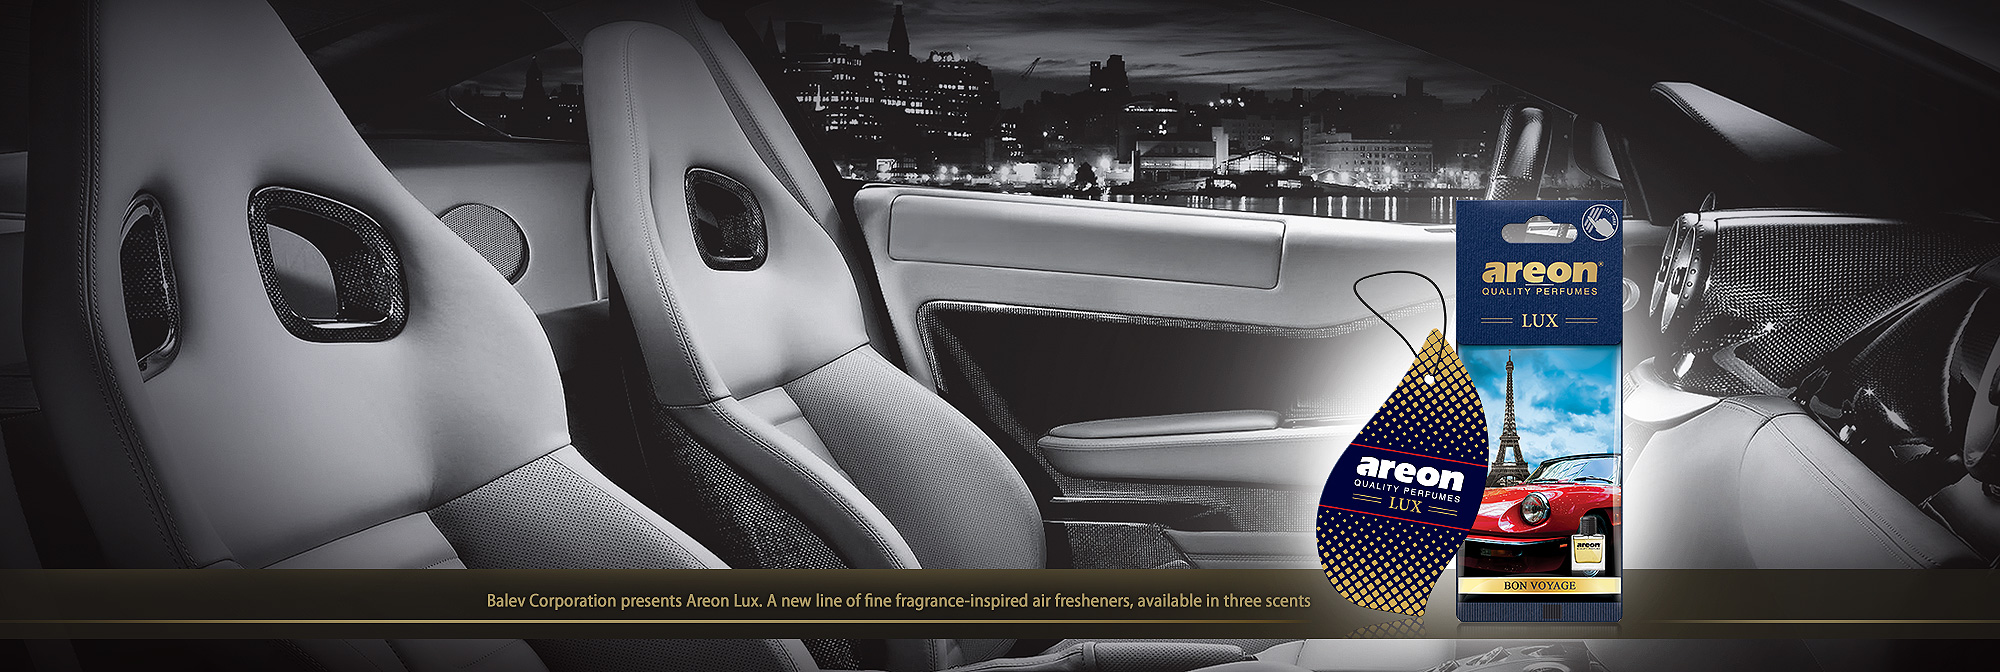 areon®
QUALITY PERFUMES
LUX
areon
QUALITY PERFUMES
LUX
areon
BON VOYAGE
Balev Corporation presents Areon Lux. A new line of fine fragrance-inspired air fresheners, available in three scents